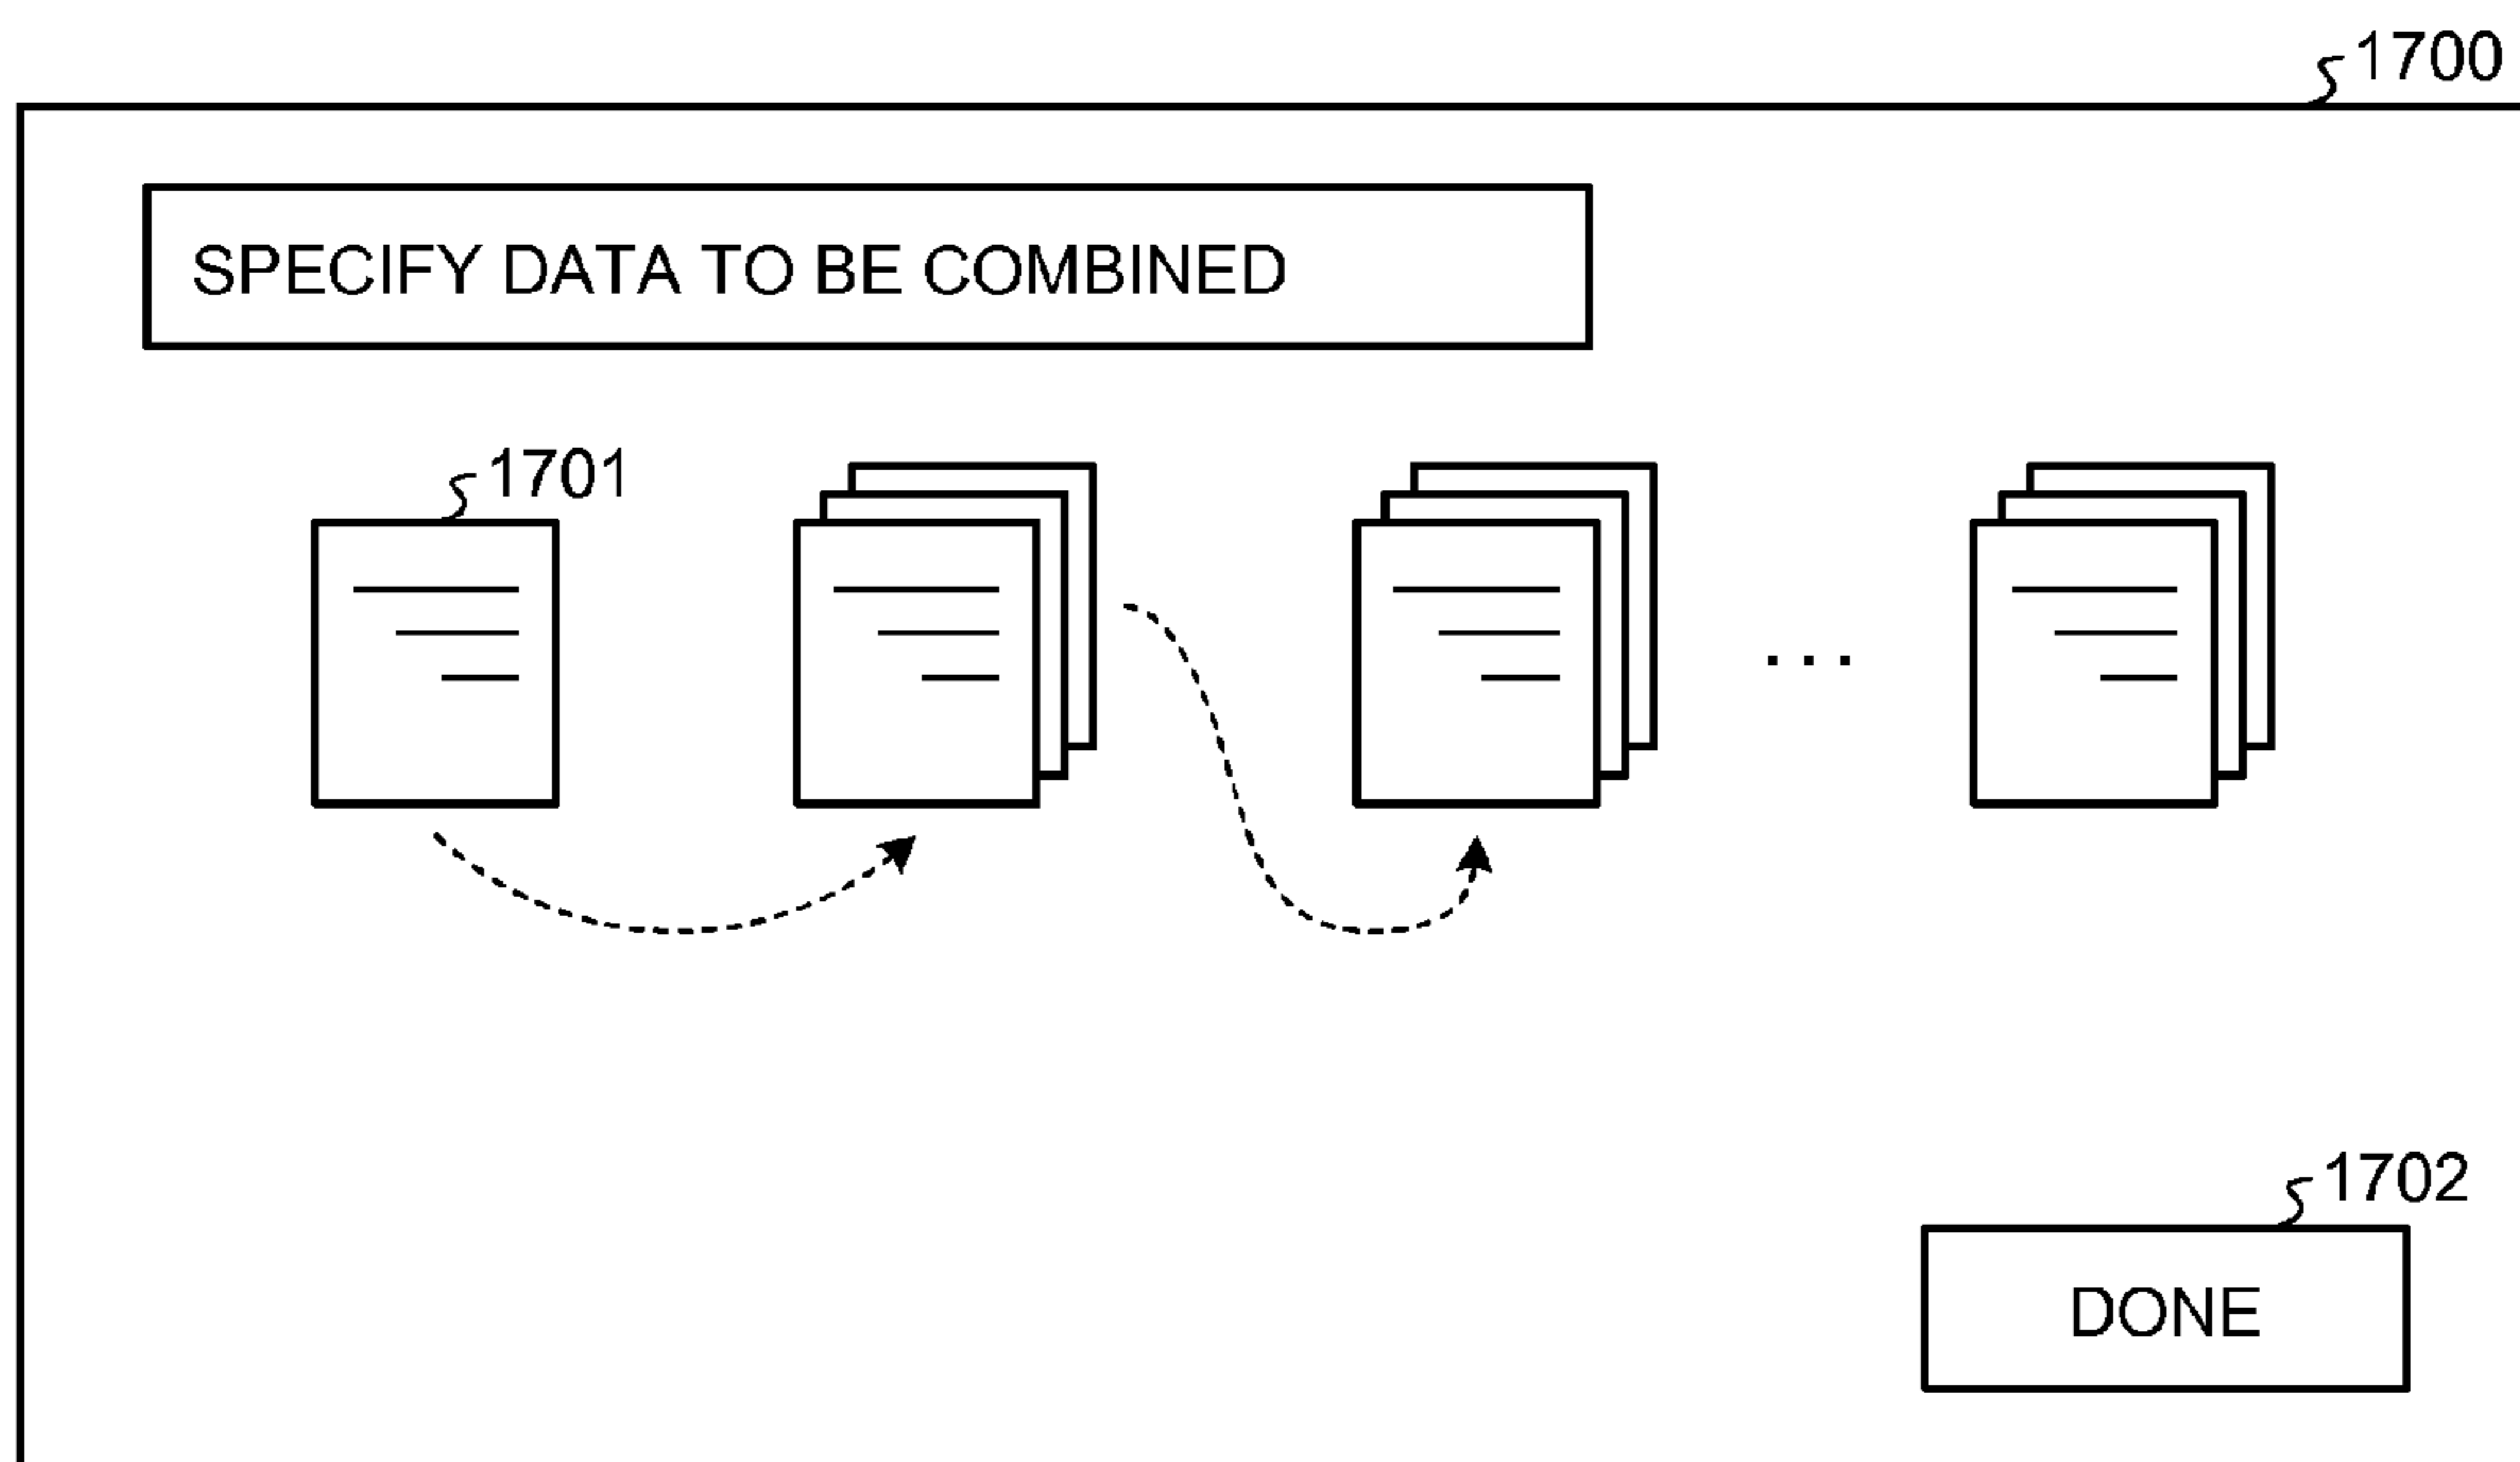 1700
SPECIFY DATA TO BE COMBINED
1701
...
1702
DONE